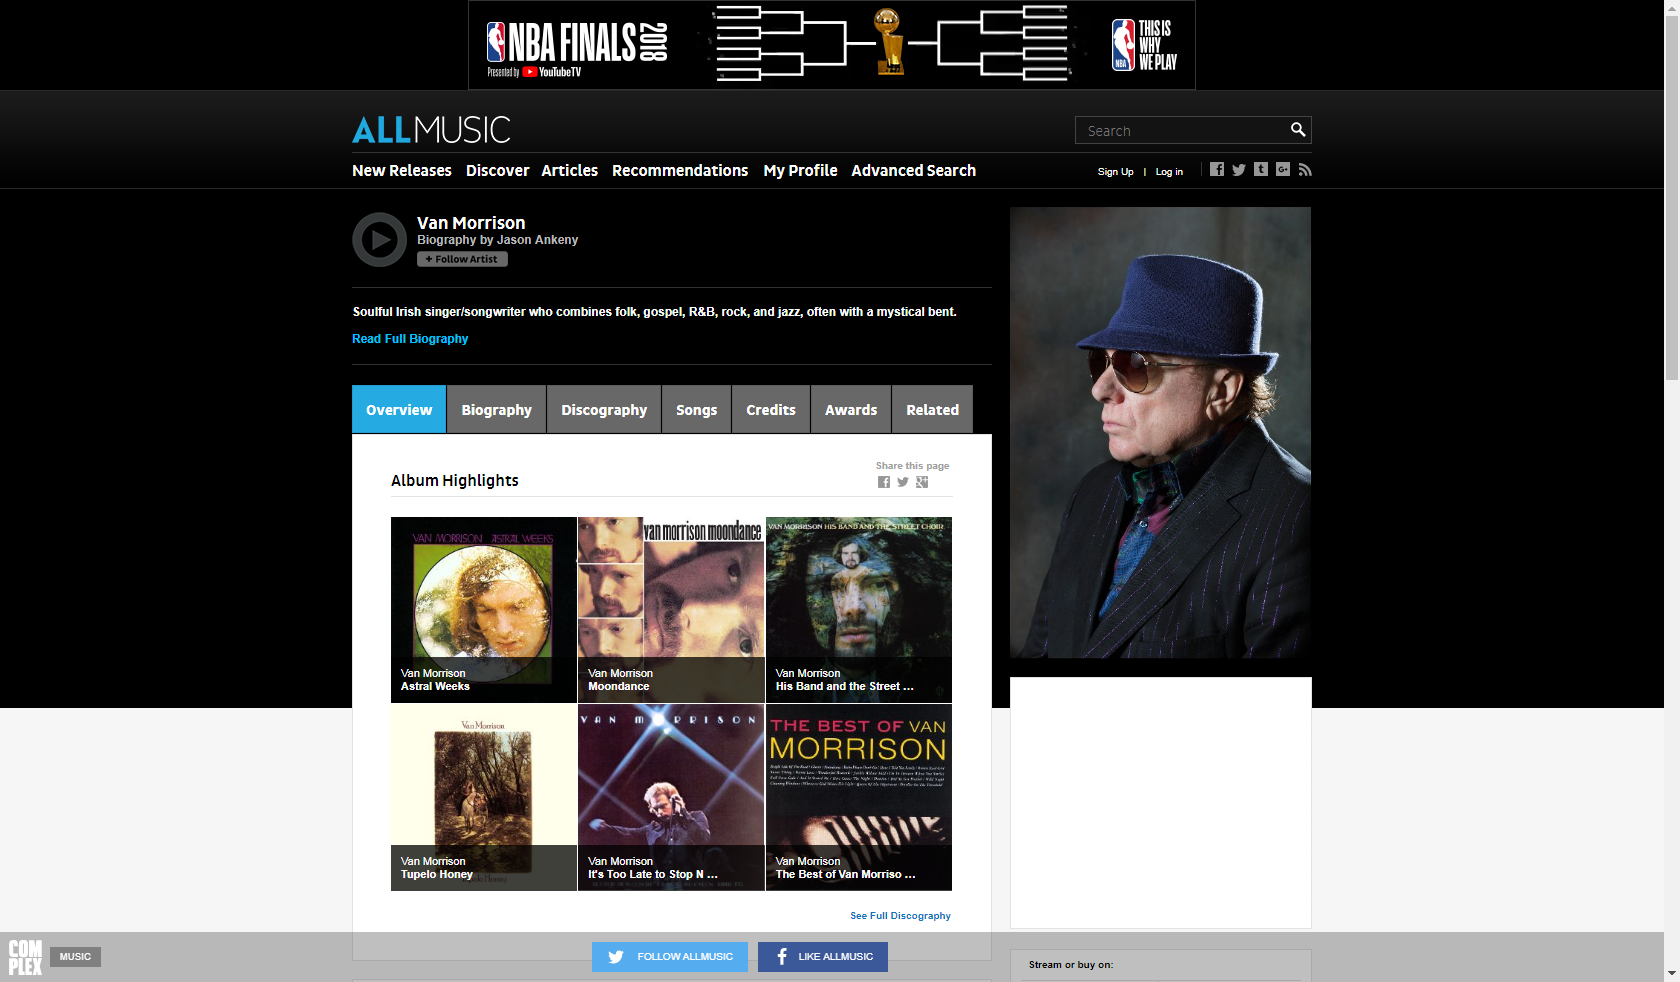 NBA FINALS 2018
Presented by YouTubeTV
NBA
THIS IS
WHY
WE PLAY
ALLMUSIC
Search
New Releases Discover Articles Recommendations My Profile Advanced Search
Sign Up | Log in
Van Morrison
Biography by Jason Ankeny
+ Follow Artist
Soulful Irish singer/songwriter who combines folk, gospel, R&B, rock, and jazz, often with a mystical bent.
Read Full Biography
Overview Biography Discography Songs Credits Awards Related
Share this page
Album Highlights
VAN MORRISON ASTRAL WEEKS
van morrison moondance
VAN MORRISON HIS BAND AND THE STREET CHOIR
Van Morrison
Astral Weeks
Van Morrison
Moondance
Van Morrison
His Band and the Street ...
Van Morrison
VAN MORRISON
THE BEST OF VAN
MORRISON
Van Morrison
Tupelo Honey
Van Morrison
It's Too Late to Stop N ...
Van Morrison
The Best of Van Morriso ...
See Full Discography
COM
PLEX
MUSIC
FOLLOW ALLMUSIC
LIKE ALLMUSIC
Stream or buy on: